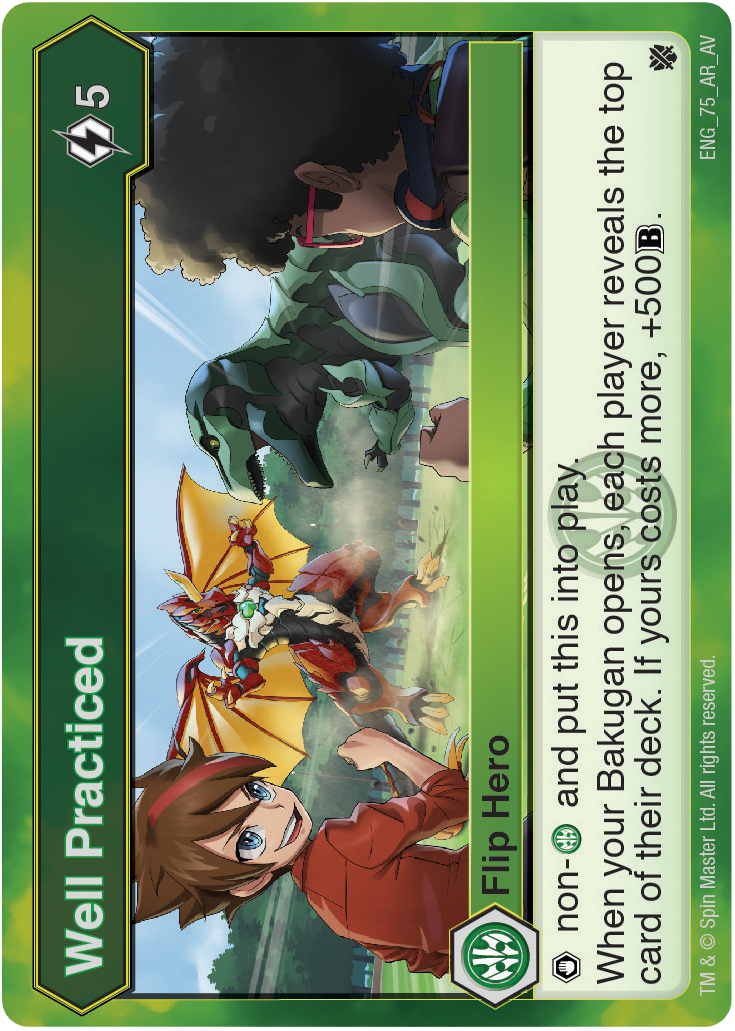 Well Practiced
5
Flip Hero
non- and put this into play.
When your Bakugan opens, each player reveals the top
card of their deck. If yours costs more, +500B.
TM & © Spin Master Ltd. All rights reserved.
ENG_75_AR_AV